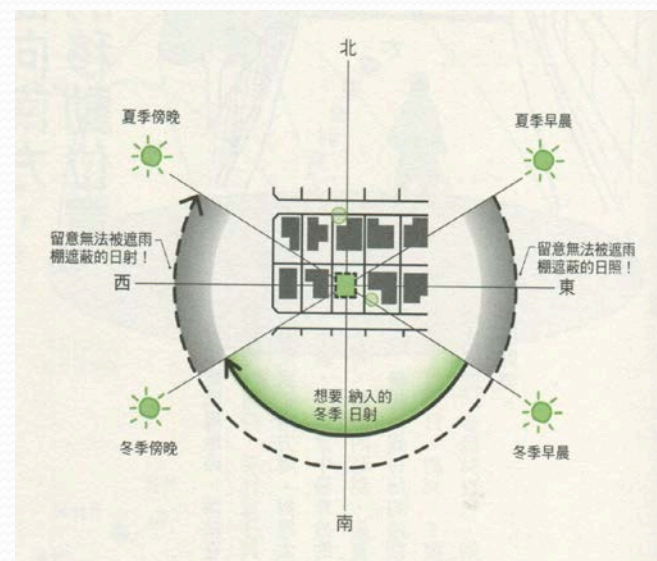 北
夏季傍晚
夏季早晨
留意無法被遮雨
棚遮蔽的日射！
留意無法被遮雨
棚遮蔽的日照！
西
東
想要納入的
冬季日射
冬季傍晚
冬季早晨
南